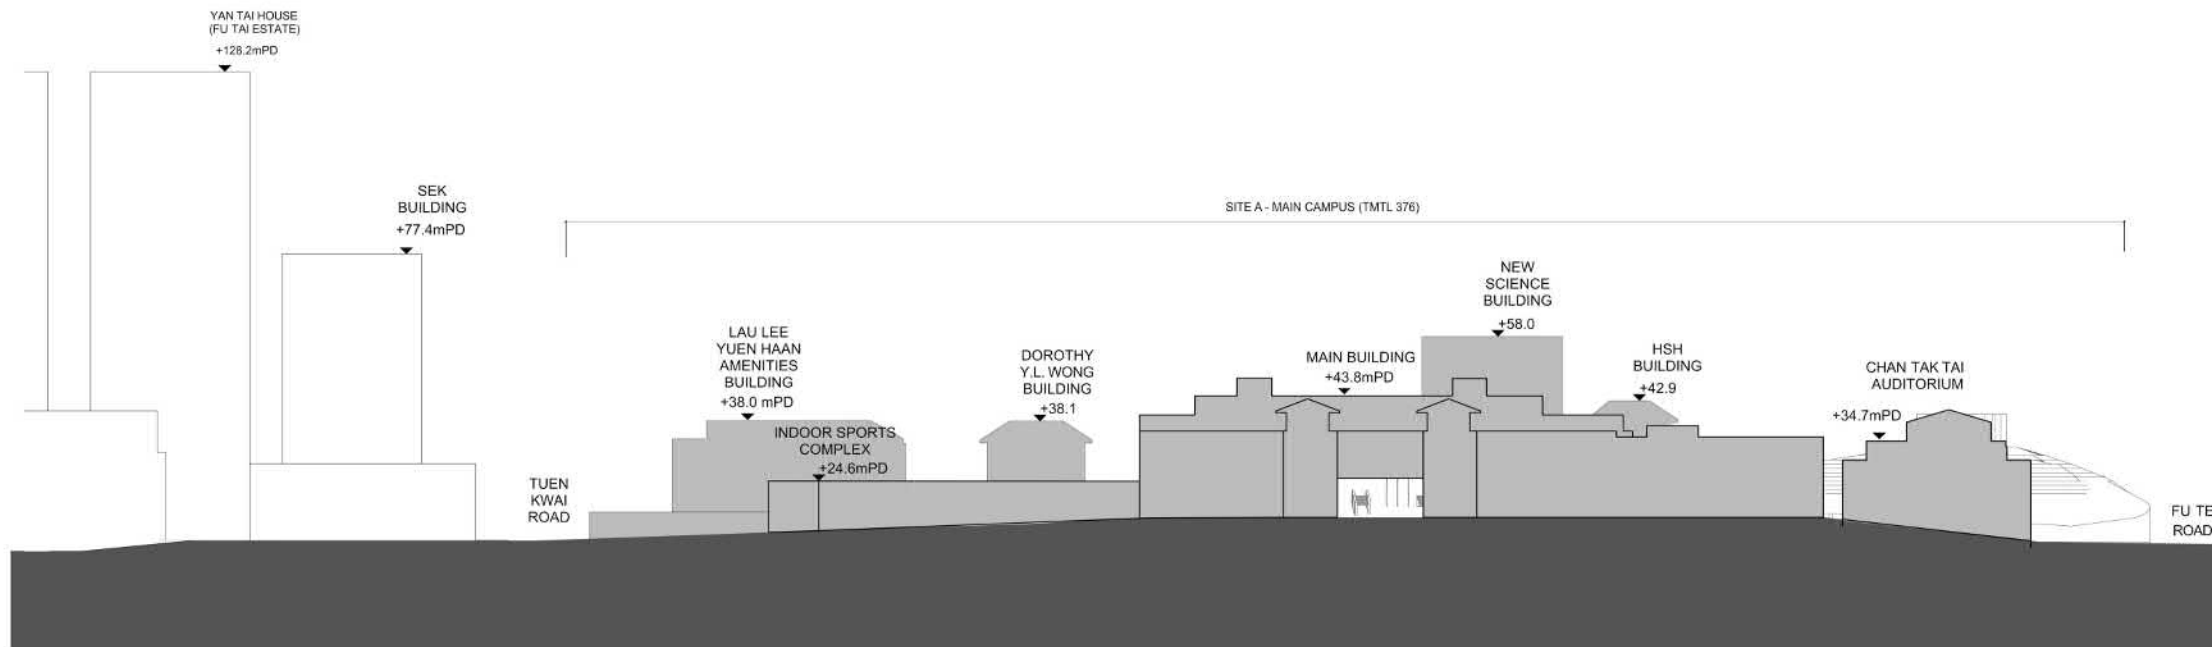 YAN TAI HOUSE
(FU TAI ESTATE)
+128.2mPD
SEK
BUILDING
+77.4mPD
SITE A - MAIN CAMPUS (TMTL 376)
NEW
SCIENCE
BUILDING
+58.0
LAU LEE
YUEN HAAN
AMENITIES
BUILDING
+38.0 mPD
DOROTHY
Y.L. WONG
BUILDING
+38.1
MAIN BUILDING
+43.8mPD
HSH
BUILDING
+42.9
CHAN TAK TAI
AUDITORIUM
+34.7mPD
INDOOR SPORTS
COMPLEX
+24.6mPD
TUEN
KWAI
ROAD
FU TE
ROAD